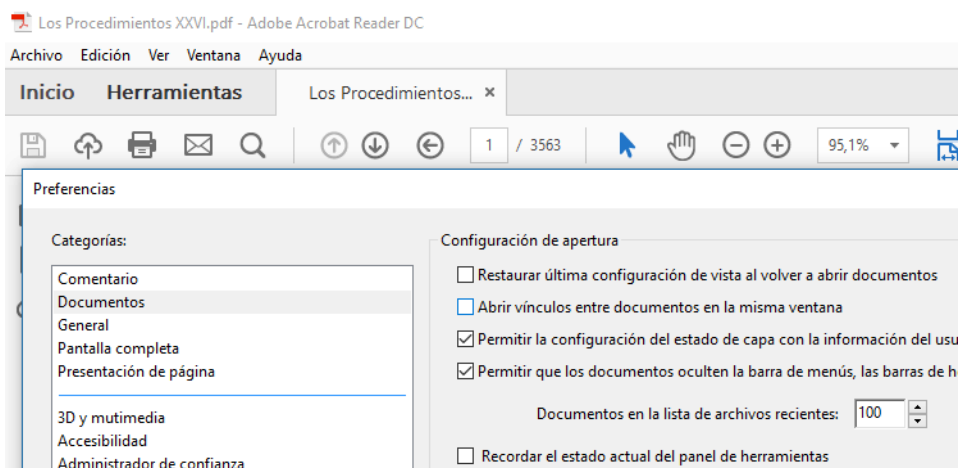 Los Procedimientos XXVI.pdf - Adobe Acrobat Reader DC
Archivo Edición Ver Ventana Ayuda
Inicio Herramientas Los Procedimientos... ×
1 / 3563 95,1%
Preferencias
Categorías:
Configuración de apertura
Comentario
Documentos
General
Pantalla completa
Presentación de página
3D y mutimedia
Accesibilidad
Administrador de confianza
Restaurar última configuración de vista al volver a abrir documentos
Abrir vínculos entre documentos en la misma ventana
Permitir la configuración del estado de capa con la información del usu
Permitir que los documentos oculten la barra de menús, las barras de h
Documentos en la lista de archivos recientes: 100
Recordar el estado actual del panel de herramientas